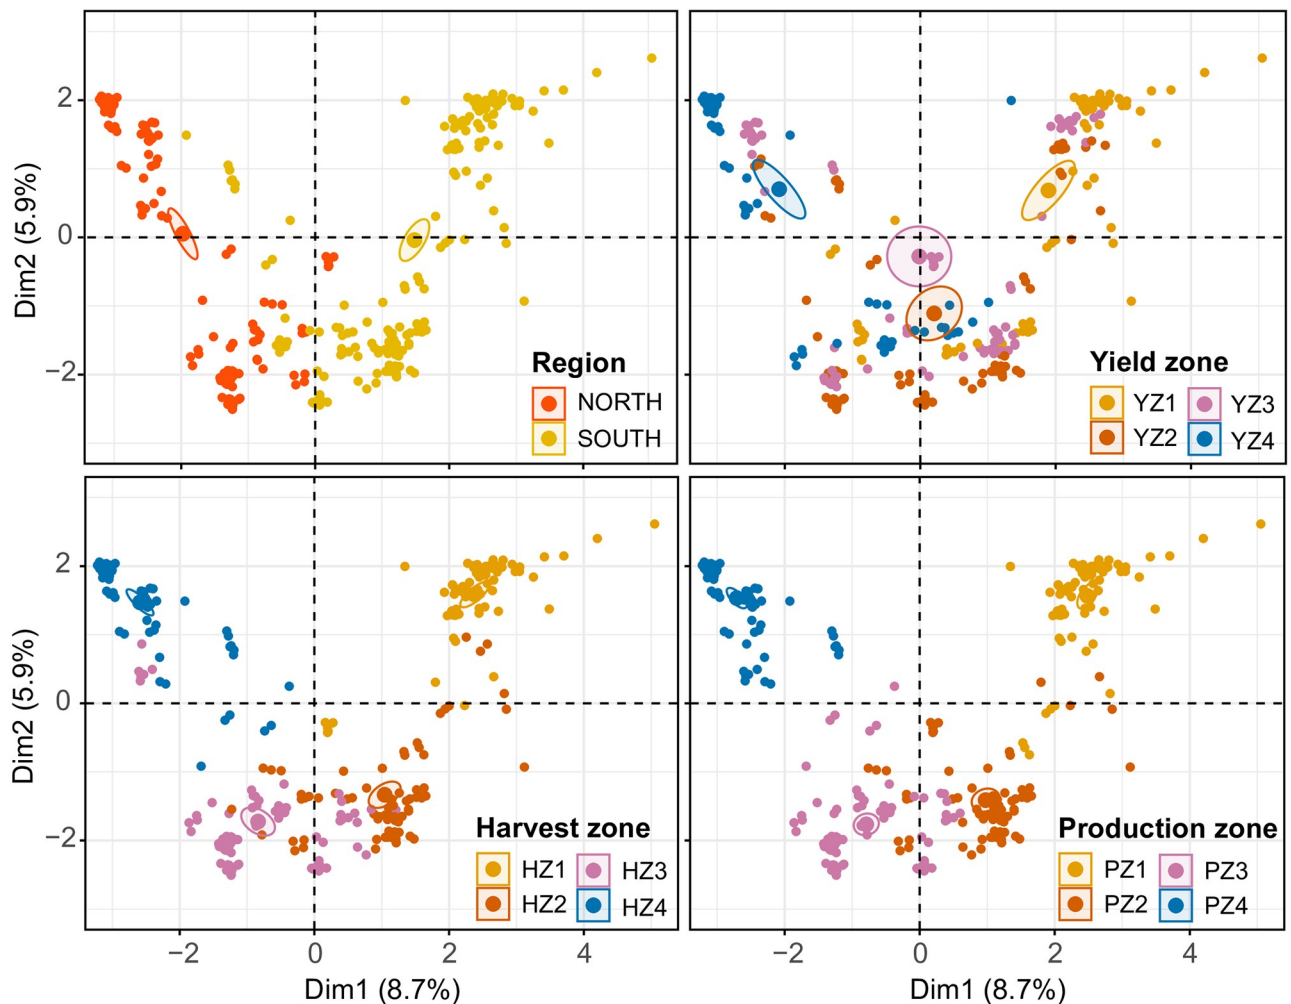 Dim2 (5.9%)
2
0
−2
Region
NORTH
SOUTH
Yield zone
YZ1 YZ3
YZ2 YZ4
Dim2 (5.9%)
2
0
−2
Harvest zone
HZ1 HZ3
HZ2 HZ4
Production zone
PZ1 PZ3
PZ2 PZ4
−2 0 2 4
−2 0 2 4
Dim1 (8.7%)
Dim1 (8.7%)